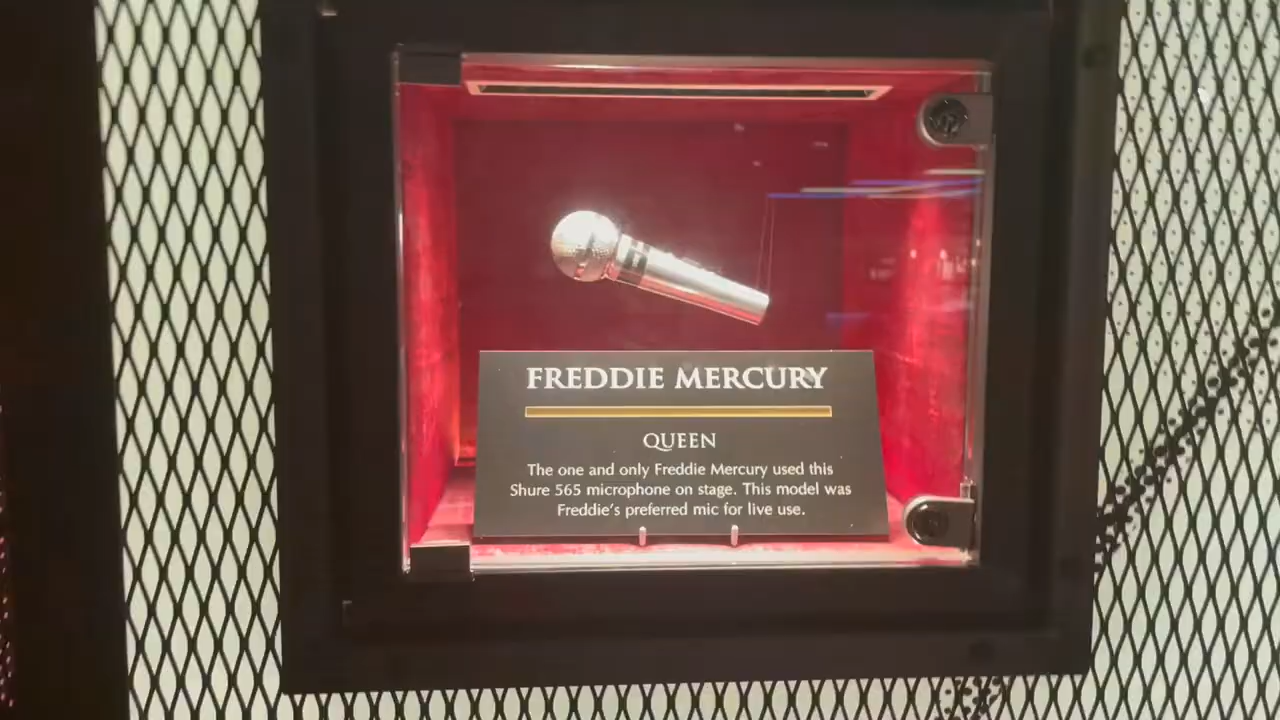 FREDDIE MERCURY
QUEEN
The one and only Freddie Mercury used this
Shure 565 microphone on stage. This model was
Freddie's preferred mic for live use.